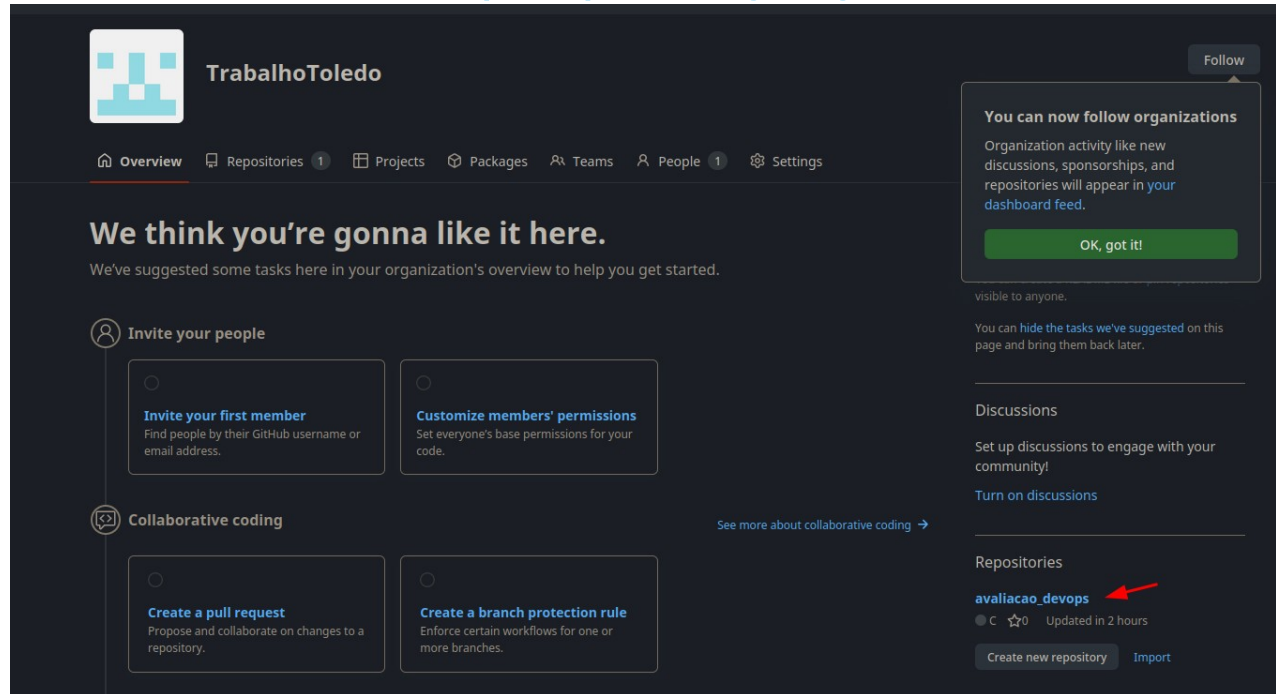 TrabalhoToledo
Follow
You can now follow organizations
Organization activity like new
discussions, sponsorships, and
repositories will appear in your
dashboard feed.
OK, got it!
Overview
Repositories 1
Projects
Packages
Teams
People 1
Settings
We think you're gonna like it here.
We've suggested some tasks here in your organization's overview to help you get started.
visible to anyone.
You can hide the tasks we've suggested on this
page and bring them back later.
Invite your people
Invite your first member
Find people by their GitHub username or
email address.
Customize members' permissions
Set everyone's base permissions for your
code.
Discussions
Set up discussions to engage with your
community!
Turn on discussions
Collaborative coding
See more about collaborative coding →
Create a pull request
Propose and collaborate on changes to a
repository.
Create a branch protection rule
Enforce certain workflows for one or
more branches.
Repositories
avaliacao_devops
C 0 Updated in 2 hours
Create new repository
Import